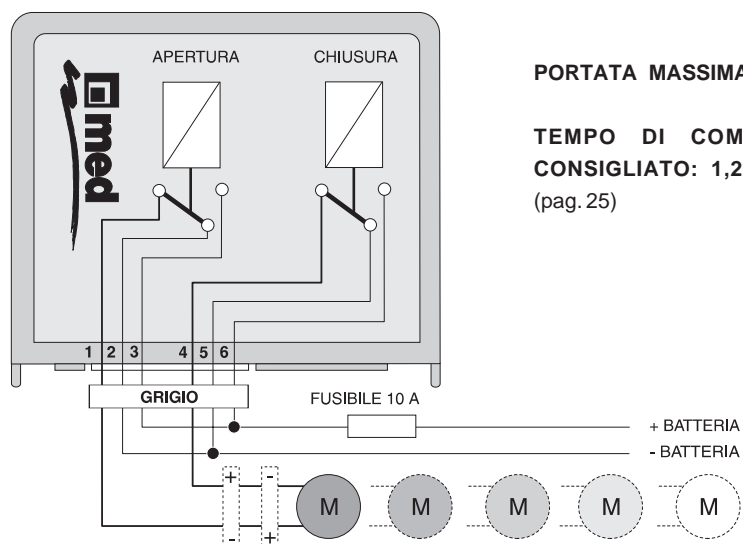 APERTURA
CHIUSURA
med
PORTATA MASSIMA
TEMPO DI COM
CONSIGLIATO: 1,2
(pag. 25)
1 2 3 4 5 6
GRIGIO
FUSIBILE 10 A
+ BATTERIA
- BATTERIA
+ -
M M M M M
- +